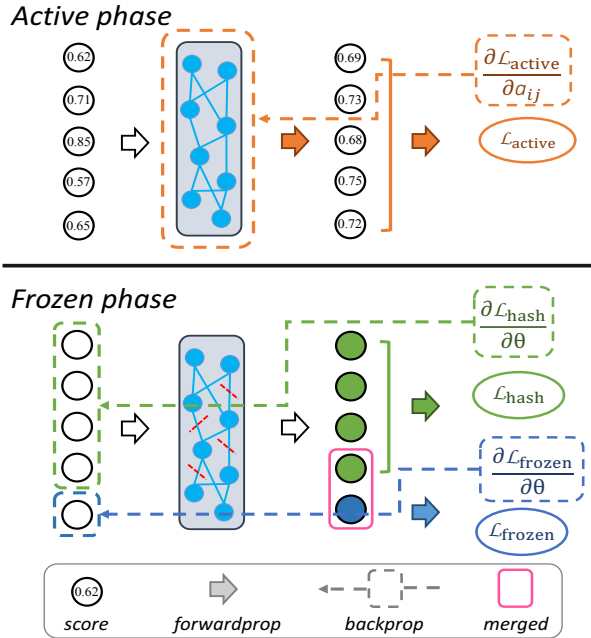 Active phase
0.62
0.71
0.85
0.57
0.65
0.69
0.73
0.68
0.75
0.72
∂ℒactive
∂αij
ℒactive
Frozen phase
∂ℒhash
∂θ
ℒhash
∂ℒfrozen
∂θ
ℒfrozen
0.62
score forwardprop backprop merged